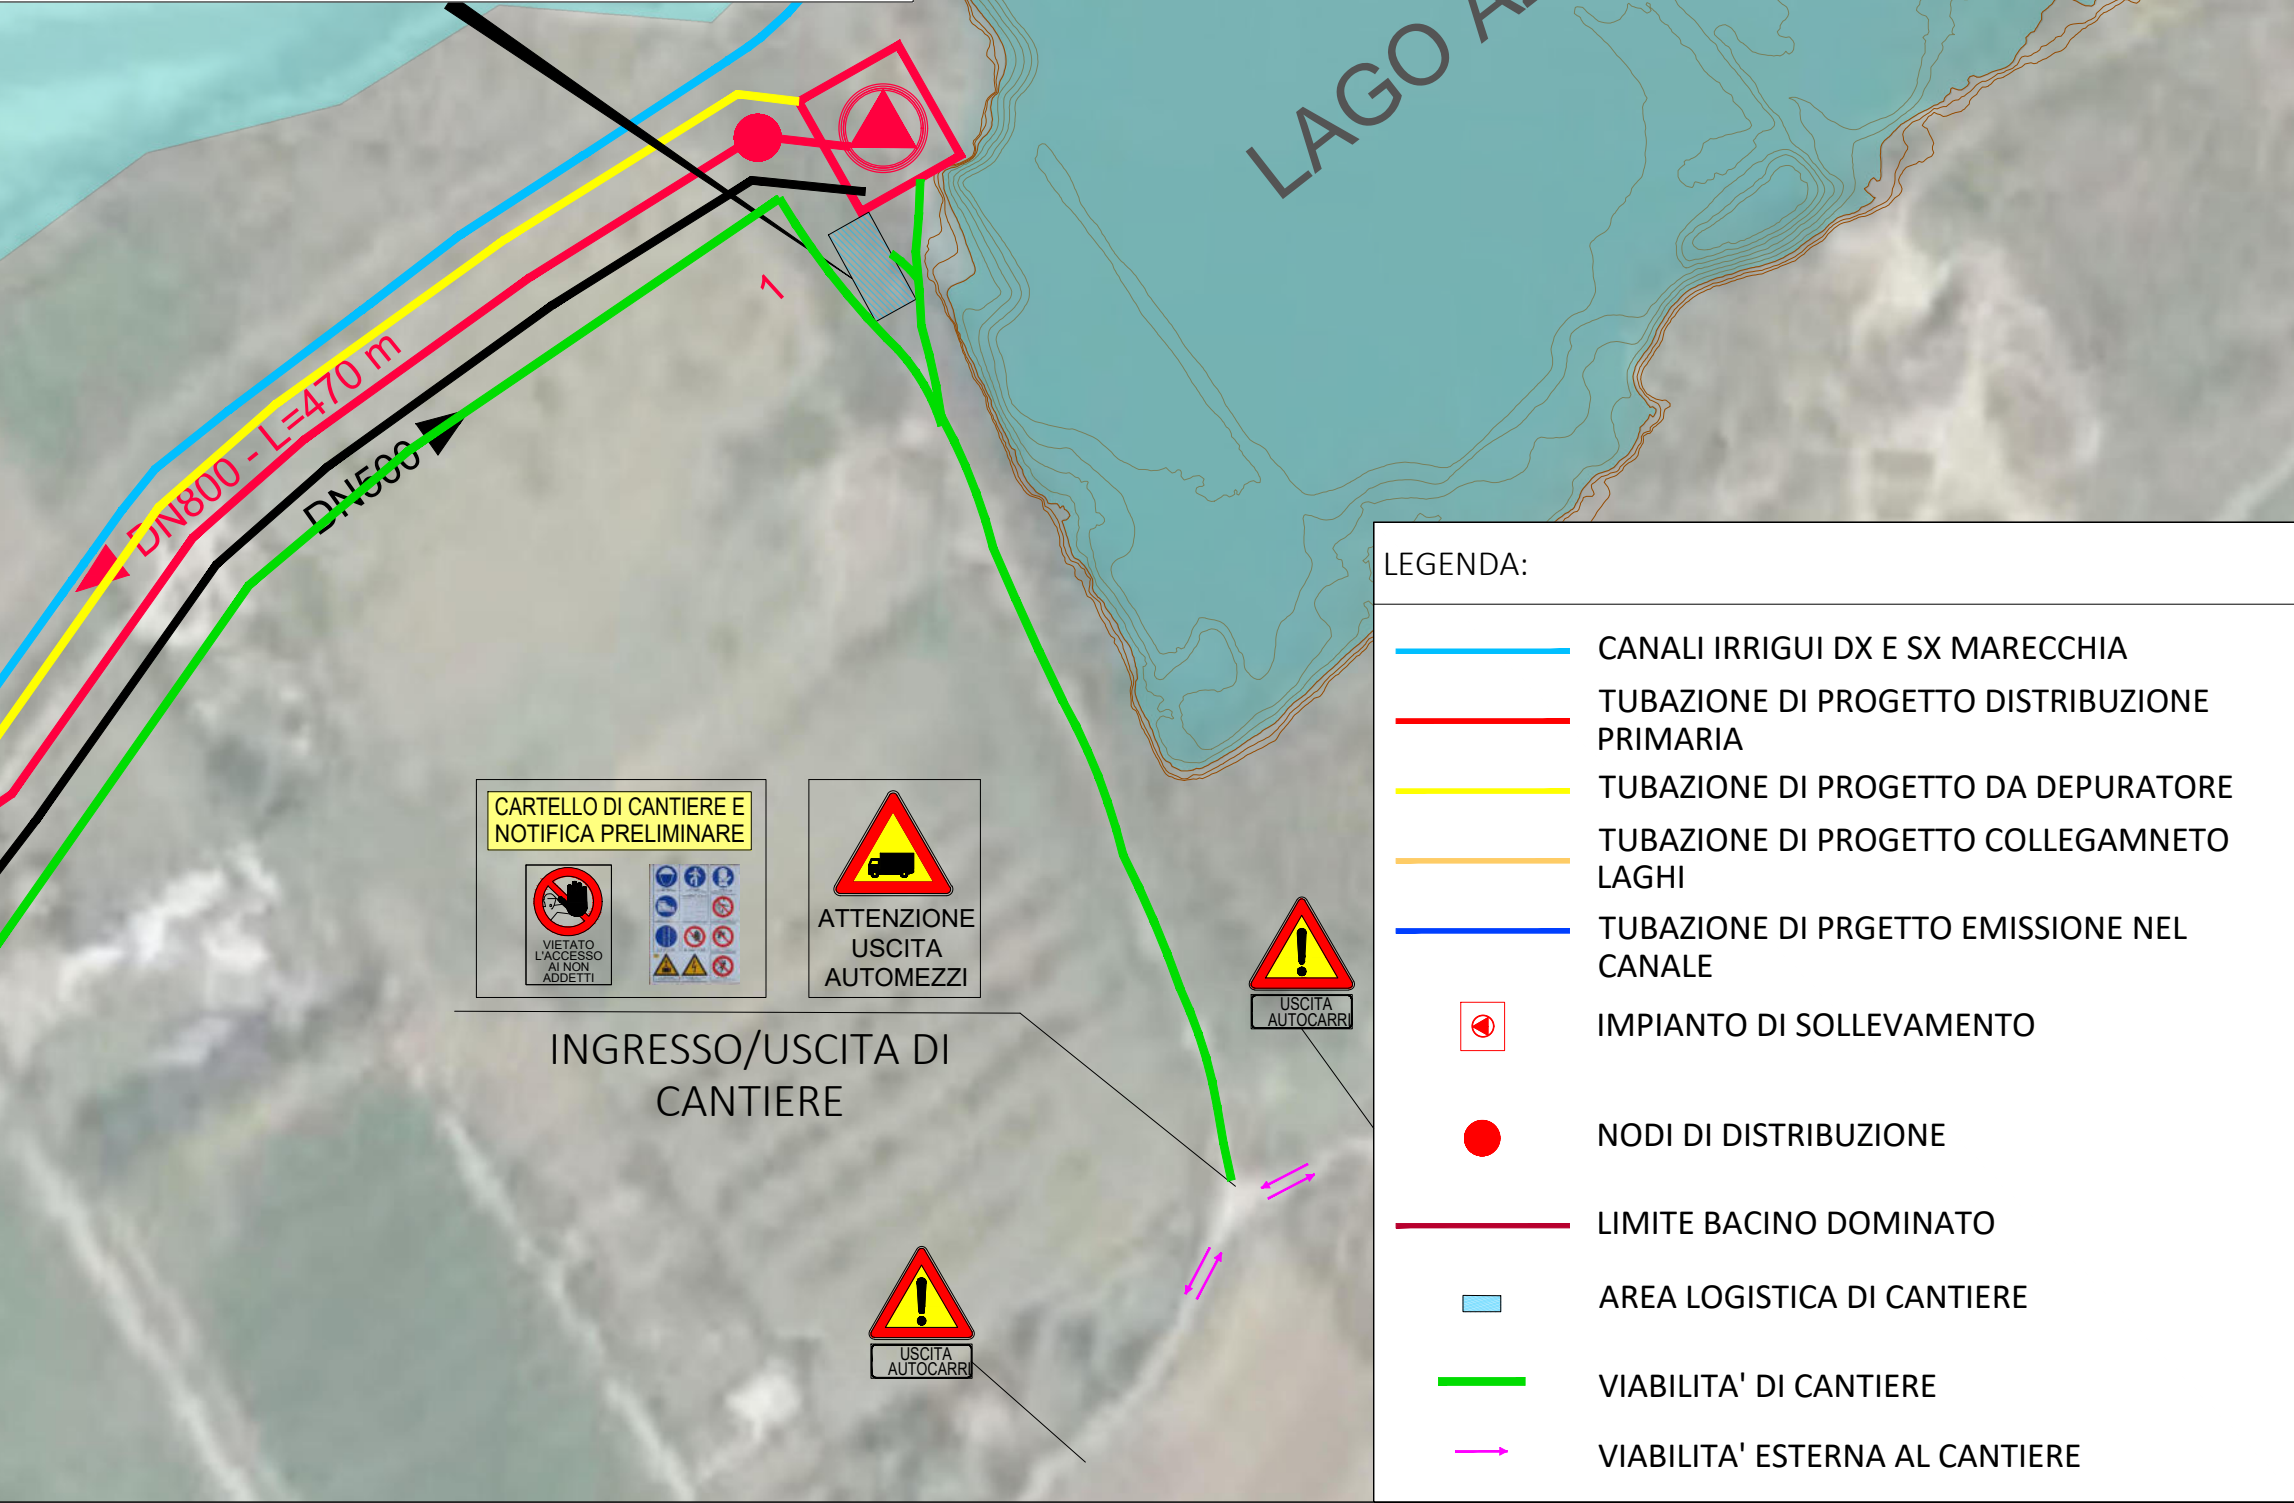 LAGO
1
DN800 - L=470 m
DN500
CARTELLO DI CANTIERE E
NOTIFICA PRELIMINARE
VIETATO
L'ACCESSO
AI NON
ADDETTI
ATTENZIONE
USCITA
AUTOMEZZI
INGRESSO/USCITA DI
CANTIERE
USCITA
AUTOCARRI
USCITA
AUTOCARRI
LEGENDA:
CANALI IRRIGUI DX E SX MARECCHIA
TUBAZIONE DI PROGETTO DISTRIBUZIONE
PRIMARIA
TUBAZIONE DI PROGETTO DA DEPURATORE
TUBAZIONE DI PROGETTO COLLEGAMNETO
LAGHI
TUBAZIONE DI PRGETTO EMISSIONE NEL
CANALE
IMPIANTO DI SOLLEVAMENTO
NODI DI DISTRIBUZIONE
LIMITE BACINO DOMINATO
AREA LOGISTICA DI CANTIERE
VIABILITA' DI CANTIERE
VIABILITA' ESTERNA AL CANTIERE